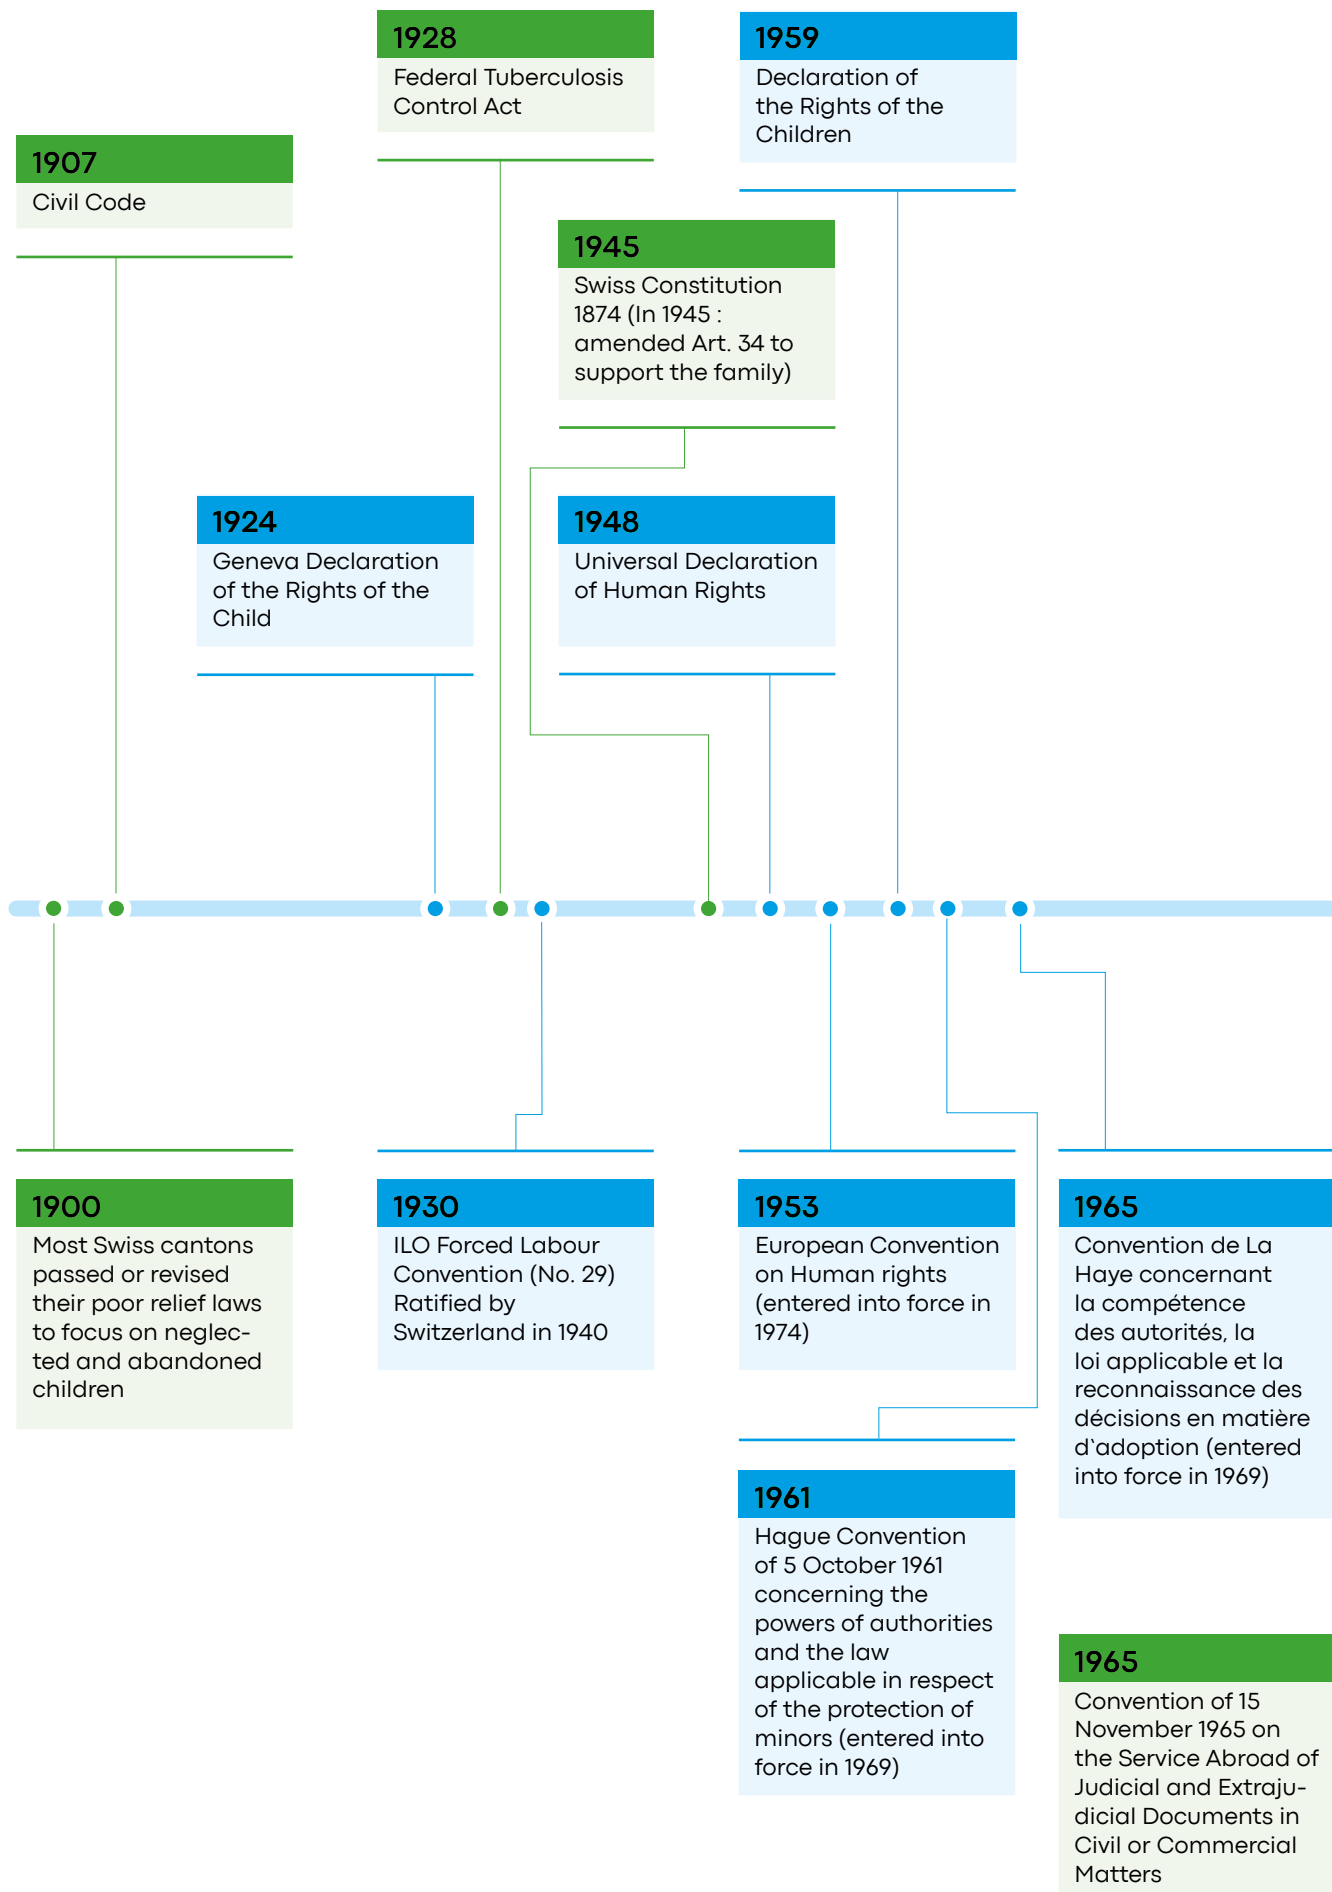 1928
Federal Tuberculosis
Control Act
1959
Declaration of
the Rights of the
Children
1907
Civil Code
1945
Swiss Constitution
1874 (In 1945 :
amended Art. 34 to
support the family)
1924
Geneva Declaration
of the Rights of the
Child
1948
Universal Declaration
of Human Rights
1900
Most Swiss cantons
passed or revised
their poor relief laws
to focus on neglec-
ted and abandoned
children
1930
ILO Forced Labour
Convention (No. 29)
Ratified by
Switzerland in 1940
1953
European Convention
on Human rights
(entered into force in
1974)
1965
Convention de La
Haye concernant
la compétence
des autorités, la
loi applicable et la
reconnaissance des
décisions en matière
d`adoption (entered
into force in 1969)
1961
Hague Convention
of 5 October 1961
concerning the
powers of authorities
and the law
applicable in respect
of the protection of
minors (entered into
force in 1969)
1965
Convention of 15
November 1965 on
the Service Abroad of
Judicial and Extraju-
dicial Documents in
Civil or Commercial
Matters